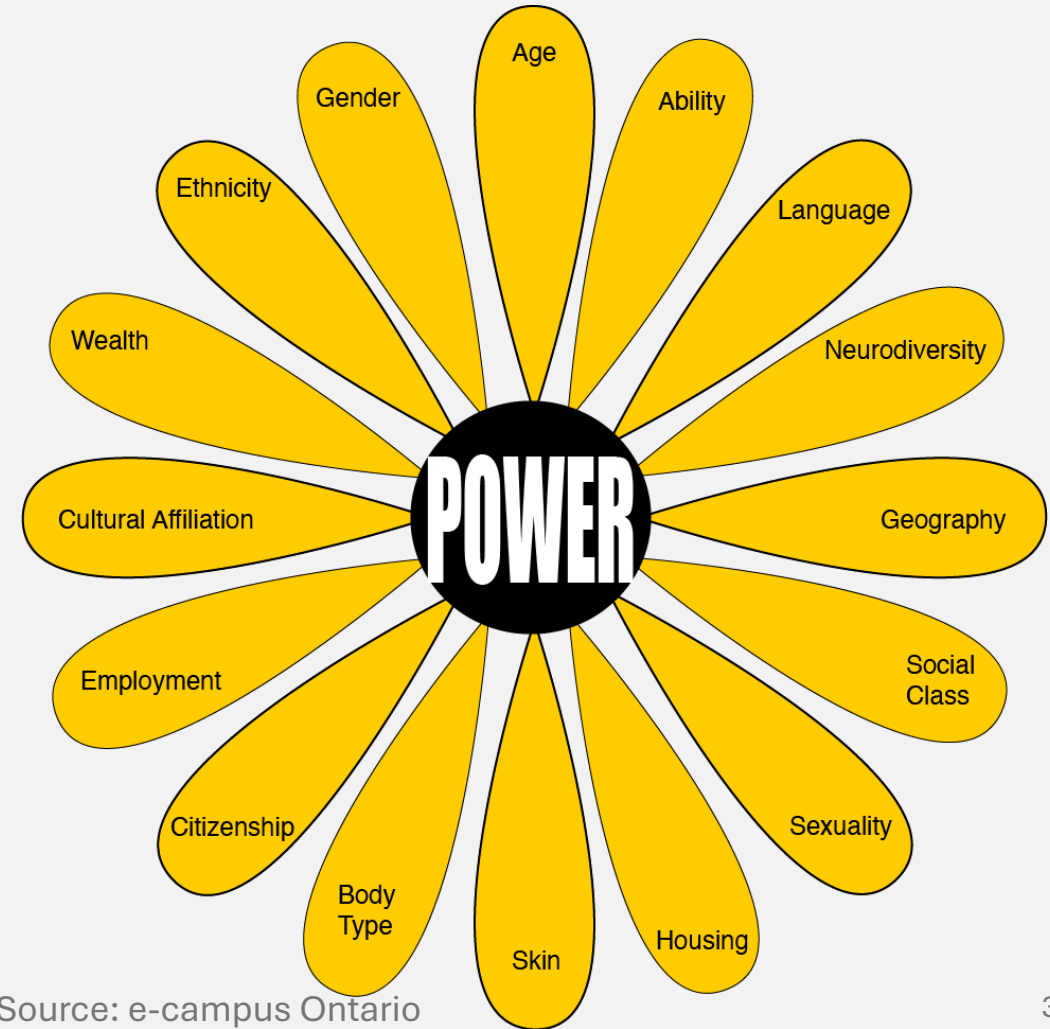 Age
Gender
Ability
Ethnicity
Language
Wealth
Neurodiversity
POWER
Cultural Affiliation
Geography
Employment
Social
Class
Citizenship
Sexuality
Body
Type
Housing
Skin
Source: e-campus Ontario